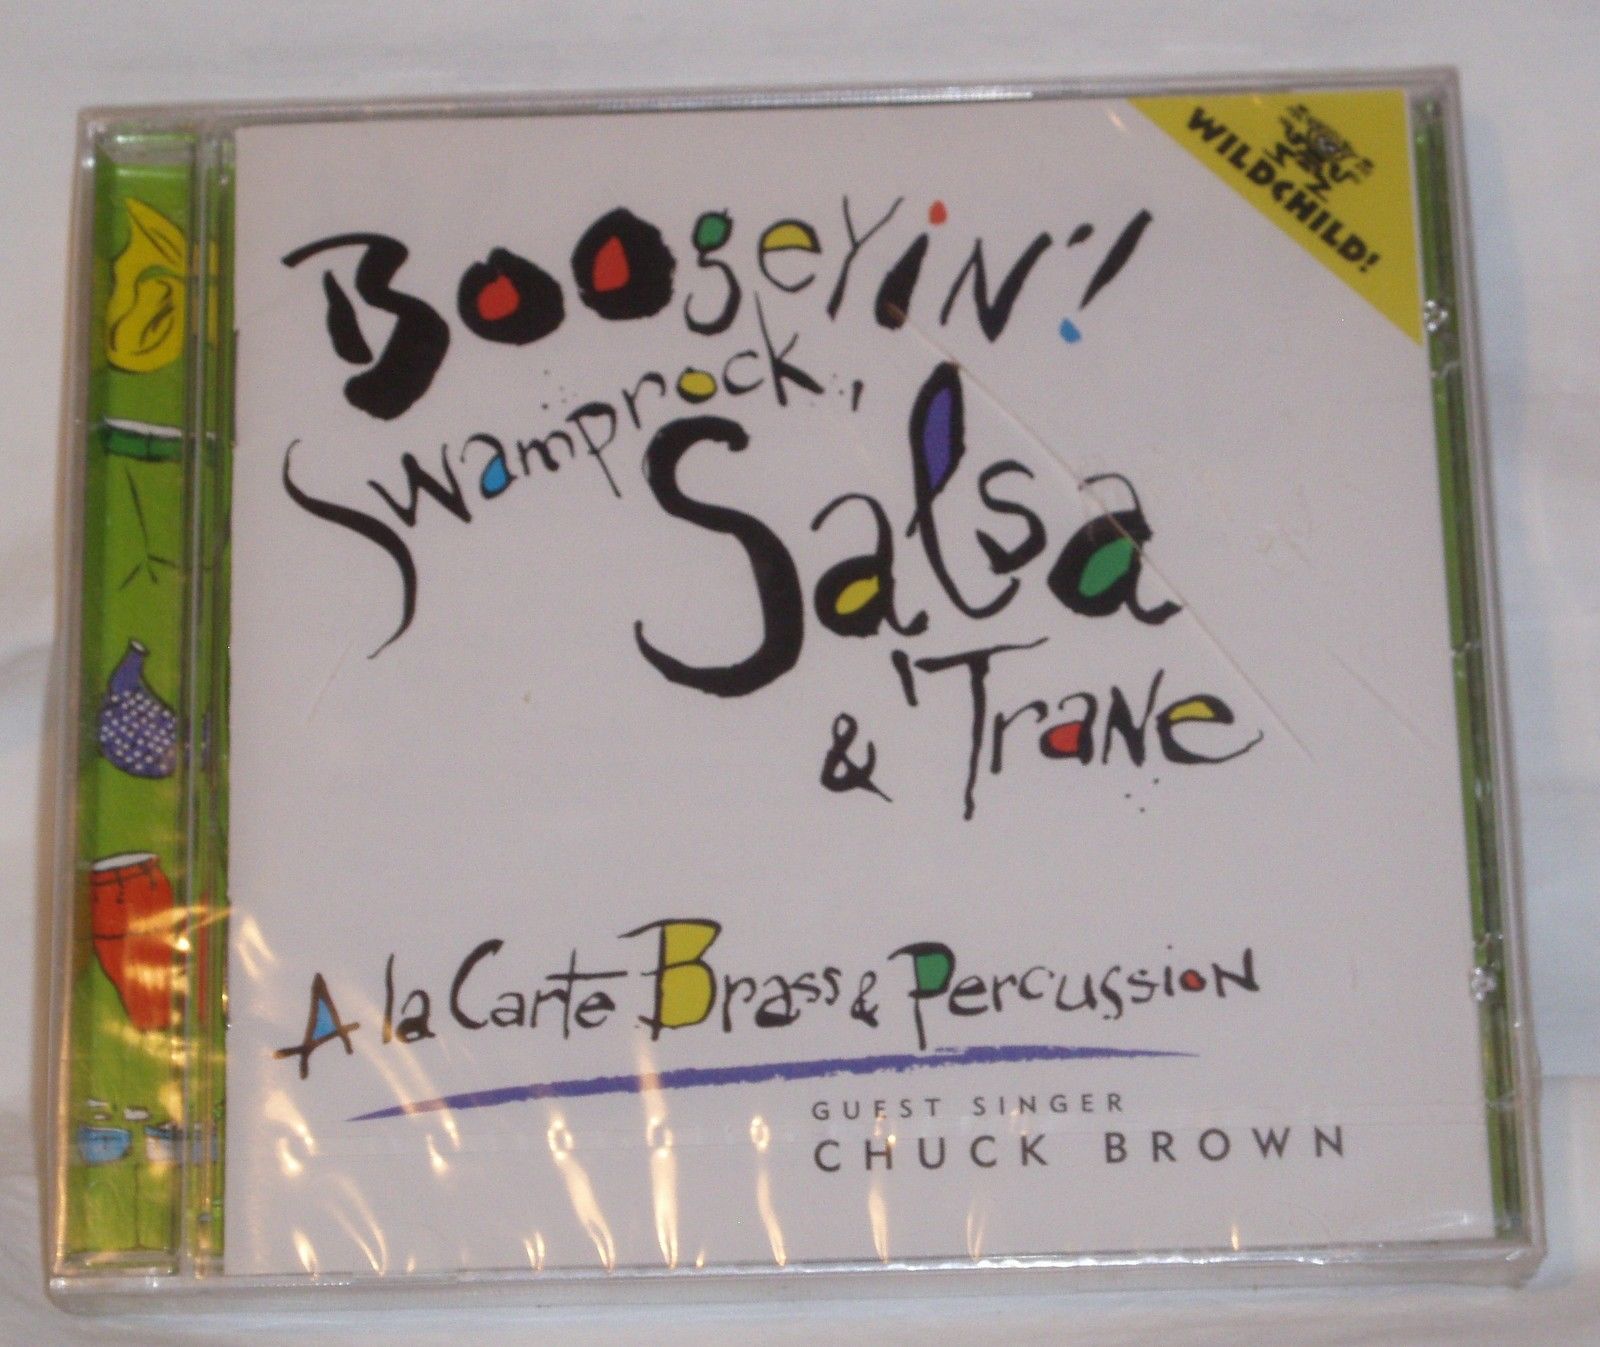 WILDCHILD!
BOOgeyiN'!
Swamprock,
Salsa
& 'TraNe
A la Carte Brass & PercussioN
GUEST SINGER
CHUCK BROWN